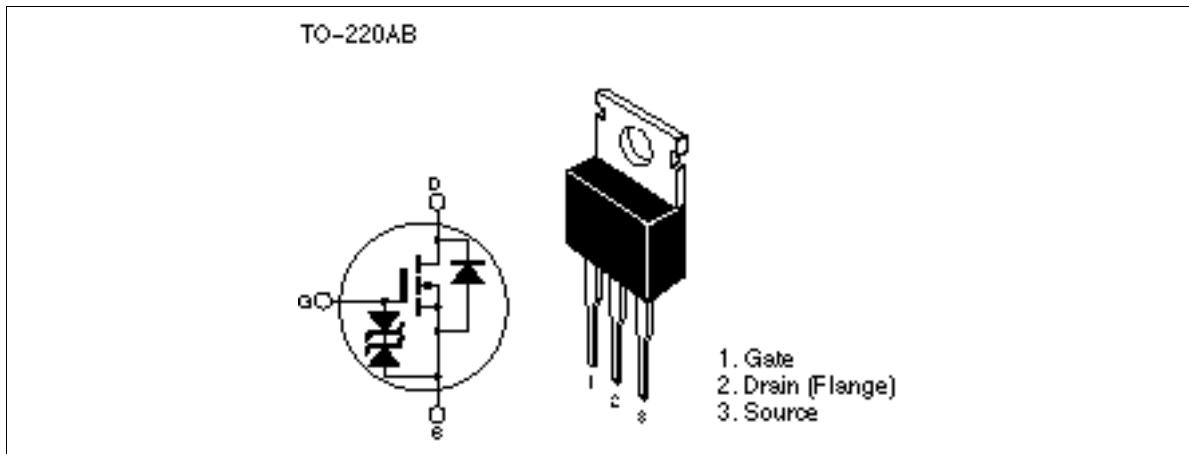 TO-220AB
D
G
S
1
2
3
1. Gate
2. Drain (Flange)
3. Source